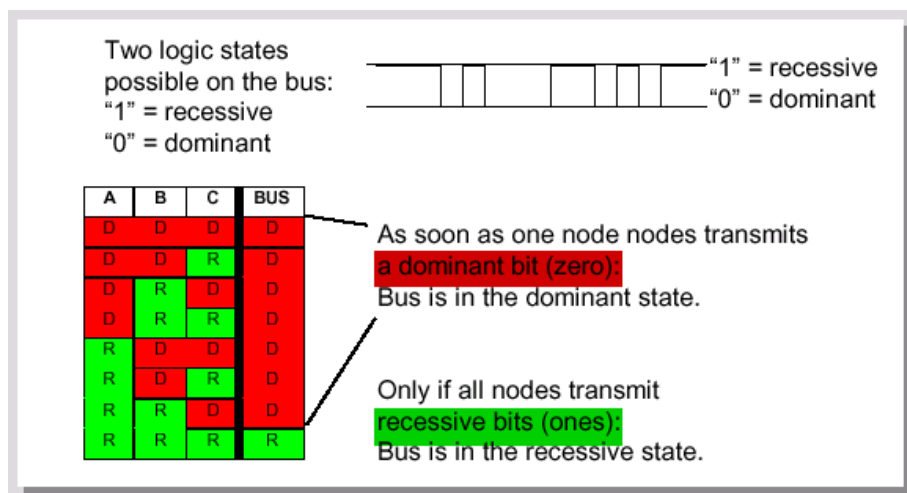 Two logic states
possible on the bus:
“1” = recessive
“0” = dominant
“1” = recessive
“0” = dominant
A B C BUS
D D D D
D D R D
D R D D
D R R D
R D D D
R D R D
R R D D
R R R R
As soon as one node nodes transmits
a dominant bit (zero):
Bus is in the dominant state.
Only if all nodes transmit
recessive bits (ones):
Bus is in the recessive state.